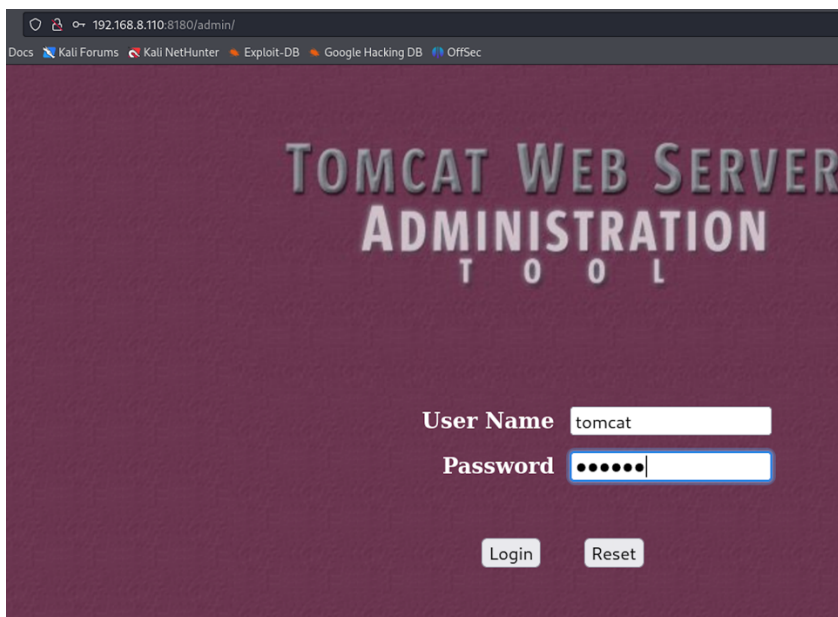 192.168.8.110:8180/admin/
Docs Kali Forums Kali NetHunter Exploit-DB Google Hacking DB OffSec
TOMCAT WEB SERVER
ADMINISTRATION
TOOL
User Name tomcat
Password ••••••
Login Reset